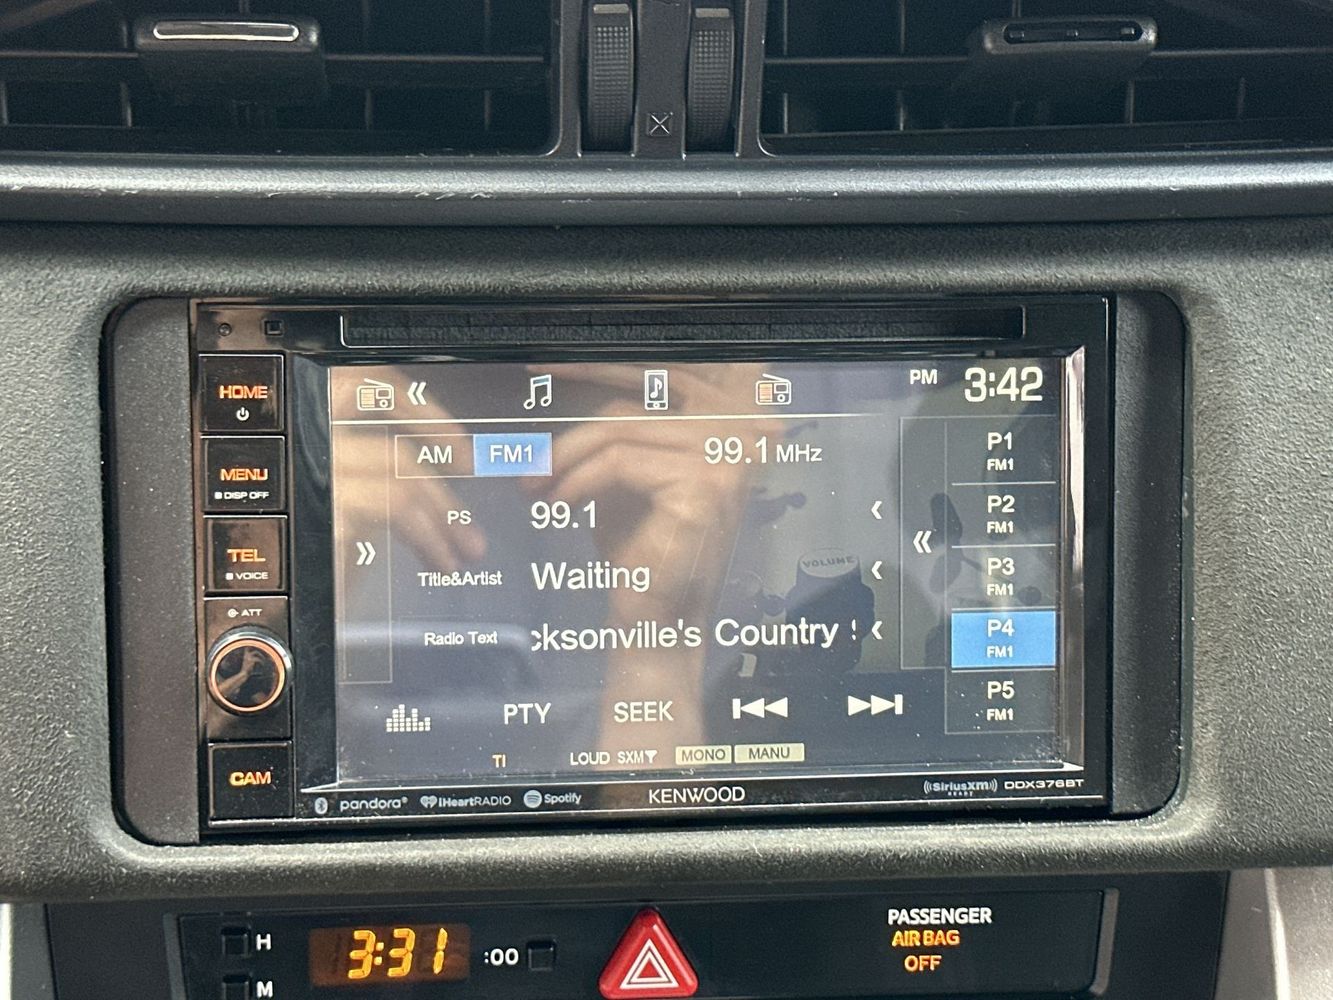 HOME
MENU
DISP OFF
TEL
VOICE
ATT
CAM
PM 3:42
AM FM1 99.1 MHz
PS 99.1
Title&Artist Waiting
Radio Text cksonville's Country
PTY SEEK
TI LOUD SXM MONO MANU
P1
FM1
P2
FM1
P3
FM1
P4
FM1
P5
FM1
VOLUME
pandora® iHeartRADIO Spotify KENWOOD ((SiriusXM)) READY DDX376BT
H 3:31 :00
M
PASSENGER
AIR BAG
OFF